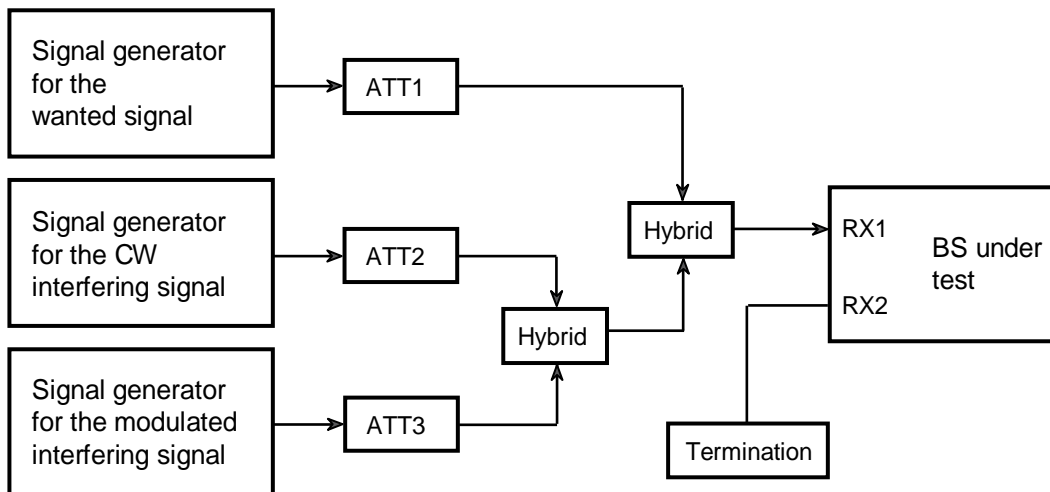 Signal generator
for the
wanted signal
ATT1
Signal generator
for the CW
interfering signal
ATT2
Hybrid
Hybrid
RX1
BS under
test
RX2
Signal generator
for the modulated
interfering signal
ATT3
Termination